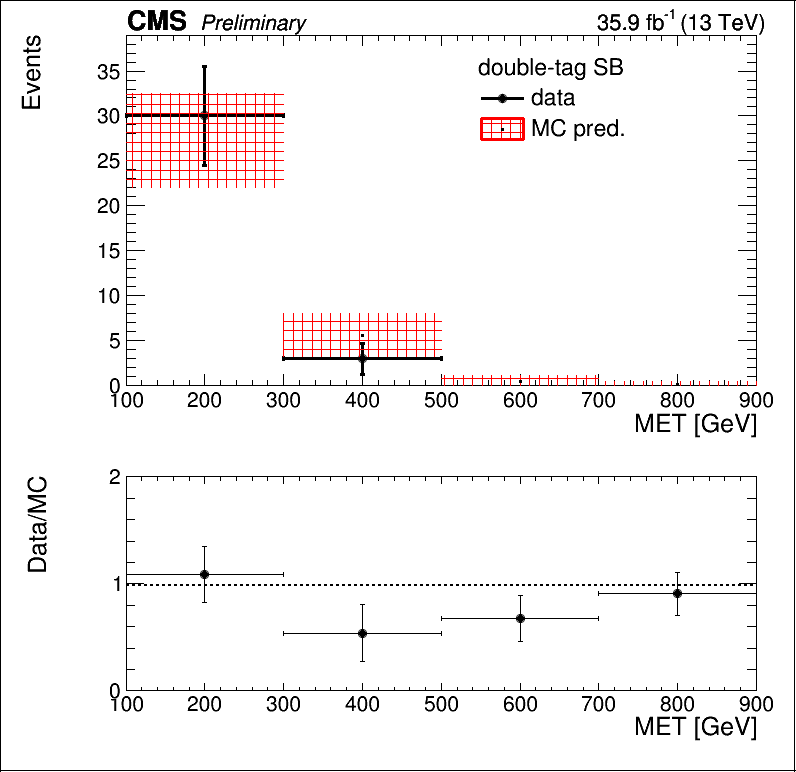 CMS Preliminary 35.9 fb⁻¹ (13 TeV)
Events
double-tag SB
data
MC pred.
35
30
25
20
15
10
5
0
100 200 300 400 500 600 700 800 900
MET [GeV]
Data/MC
2
1
0
100 200 300 400 500 600 700 800 900
MET [GeV]